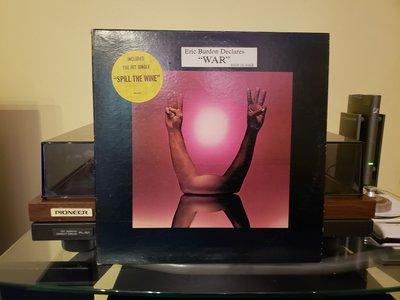 INCLUDES
THE HIT SINGLE
"SPILL THE WINE"
Eric Burdon Declares
"WAR"
PIONEER